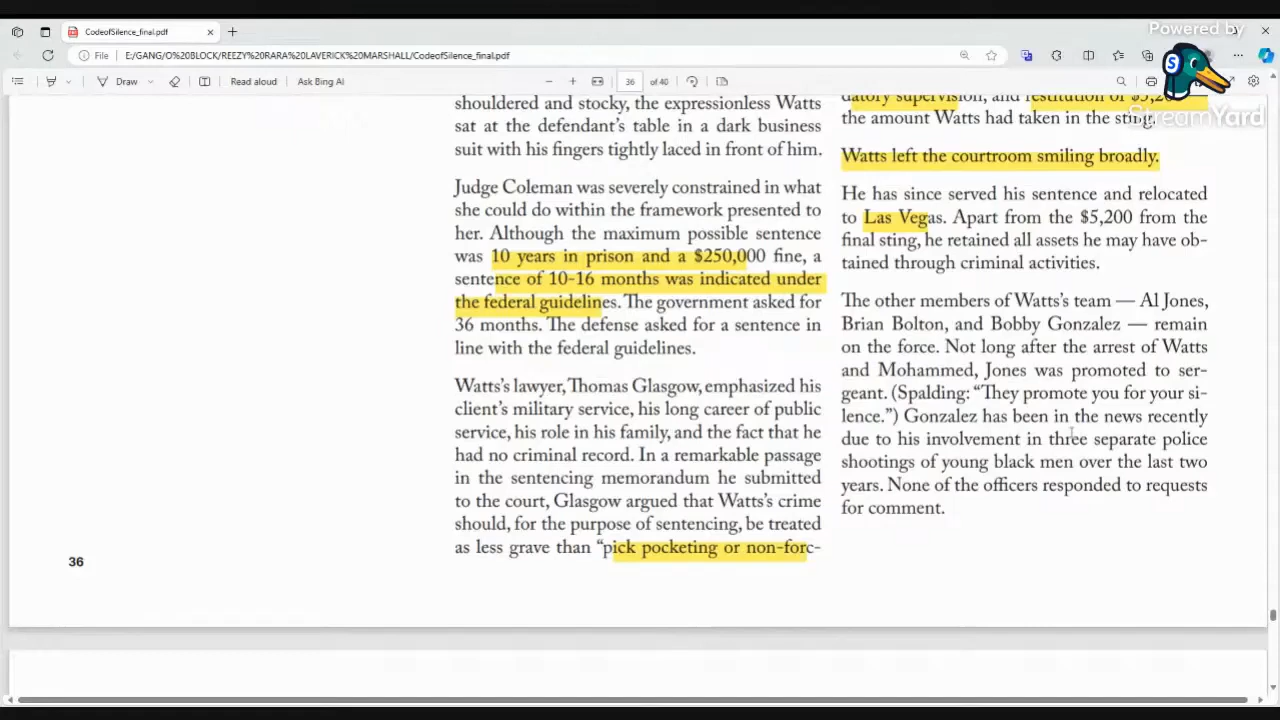 Powered by
CodeofSilence_final.pdf
File
E:/GANG/O%20BLOCK/REEZY%20RARA%20LAVERICK%20MARSHALL/CodeofSilence_final.pdf
Draw
Read aloud
Ask Bing AI
36
of 40
S
StreamYard
shouldered and stocky, the expressionless Watts
sat at the defendant's table in a dark business
suit with his fingers tightly laced in front of him.
Judge Coleman was severely constrained in what
she could do within the framework presented to
her. Although the maximum possible sentence
was 10 years in prison and a $250,000 fine, a
sentence of 10-16 months was indicated under
the federal guidelines. The government asked for
36 months. The defense asked for a sentence in
line with the federal guidelines.
Watts's lawyer, Thomas Glasgow, emphasized his
client's military service, his long career of public
service, his role in his family, and the fact that he
had no criminal record. In a remarkable passage
in the sentencing memorandum he submitted
to the court, Glasgow argued that Watts's crime
should, for the purpose of sentencing, be treated
as less grave than “pick pocketing or non-forc-
datory supervision, and restitution of $5,20
the amount Watts had taken in the sting.
Watts left the courtroom smiling broadly.
He has since served his sentence and relocated
to Las Vegas. Apart from the $5,200 from the
final sting, he retained all assets he may have ob-
tained through criminal activities.
The other members of Watts's team — Al Jones,
Brian Bolton, and Bobby Gonzalez — remain
on the force. Not long after the arrest of Watts
and Mohammed, Jones was promoted to ser-
geant. (Spalding: “They promote you for your si-
lence.”) Gonzalez has been in the news recently
due to his involvement in three separate police
shootings of young black men over the last two
years. None of the officers responded to requests
for comment.
36